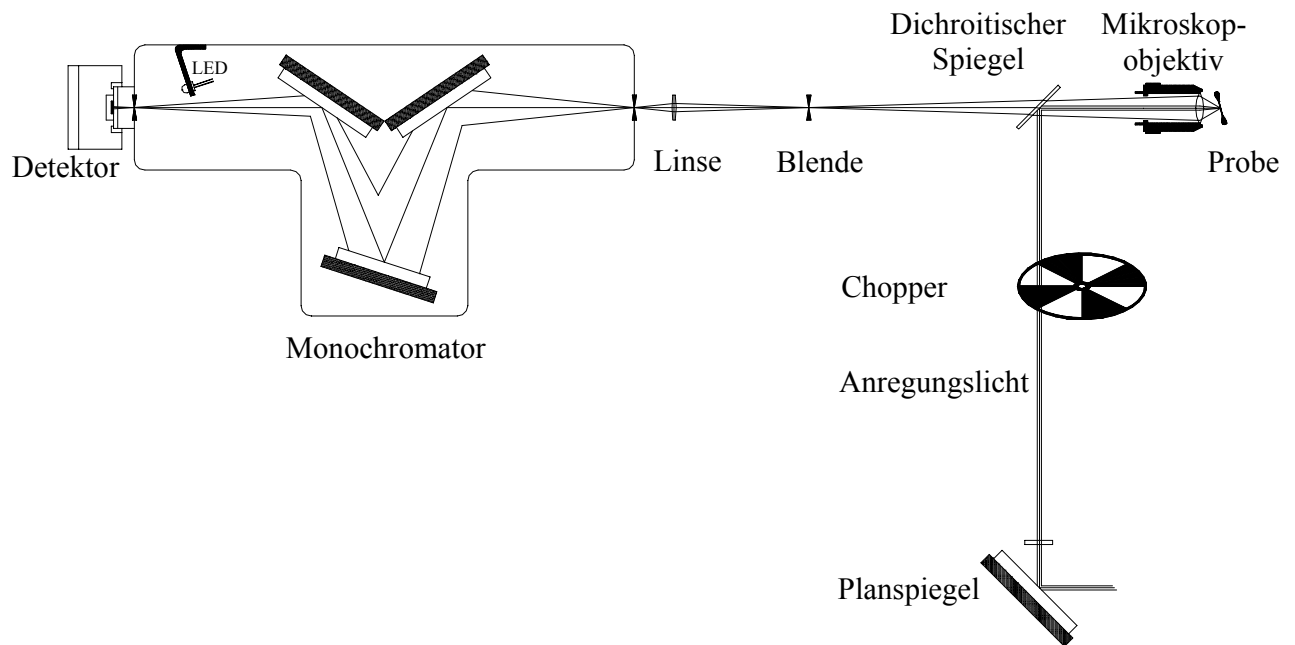 Dichroitischer
Spiegel
Mikroskop-
objektiv
LED
Detektor
Linse
Blende
Probe
Chopper
Monochromator
Anregungslicht
Planspiegel